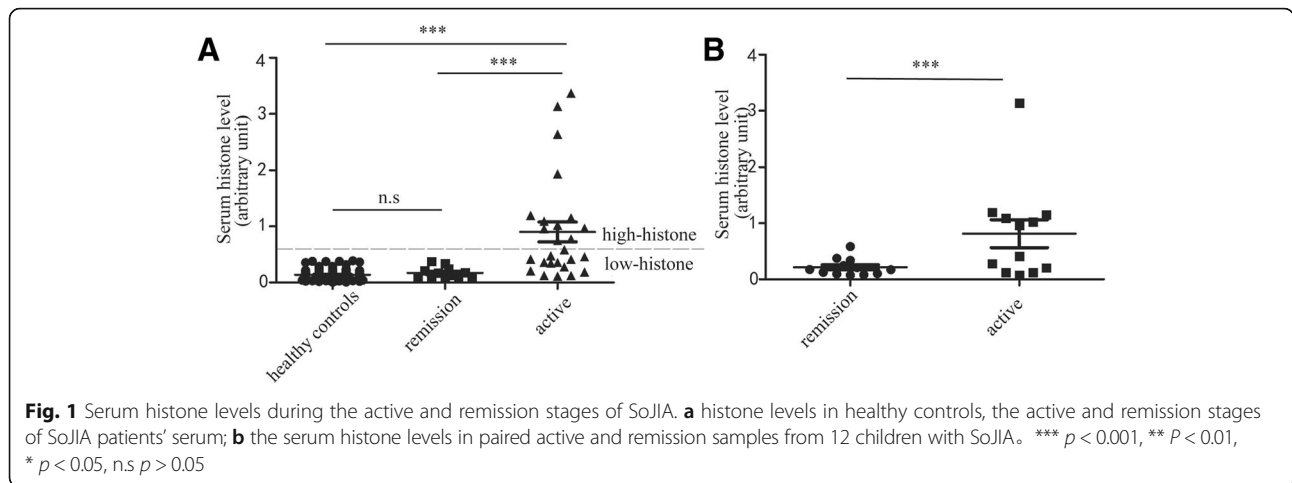 A
***
***
n.s
4
3
2
1
0
Serum histone level
(arbitrary unit)
high-histone
low-histone
healthy controls
remission
active
B
***
4
3
2
1
0
Serum histone level
(arbitrary unit)
remission
active
Fig. 1 Serum histone levels during the active and remission stages of SoJIA. a histone levels in healthy controls, the active and remission stages
of SoJIA patients’ serum; b the serum histone levels in paired active and remission samples from 12 children with SoJIA。 *** p < 0.001, ** P < 0.01,
* p < 0.05, n.s p > 0.05